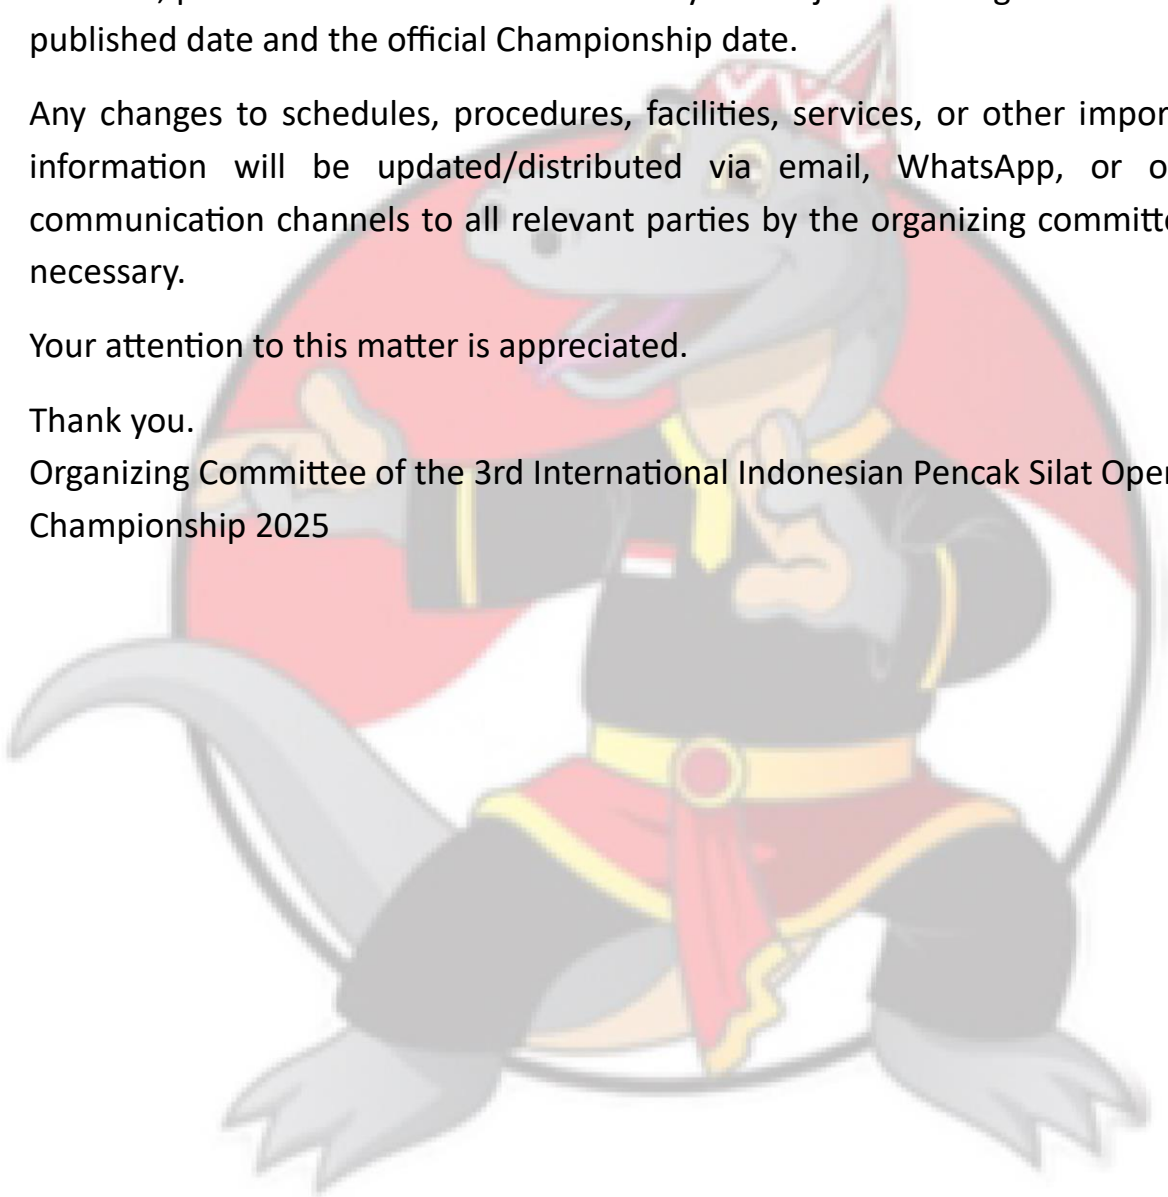 published date and the official Championship date.
Any changes to schedules, procedures, facilities, services, or other impor
information will be updated/distributed via email, WhatsApp, or o
communication channels to all relevant parties by the organizing committe
necessary.
Your attention to this matter is appreciated.
Thank you.
Organizing Committee of the 3rd International Indonesian Pencak Silat Open
Championship 2025